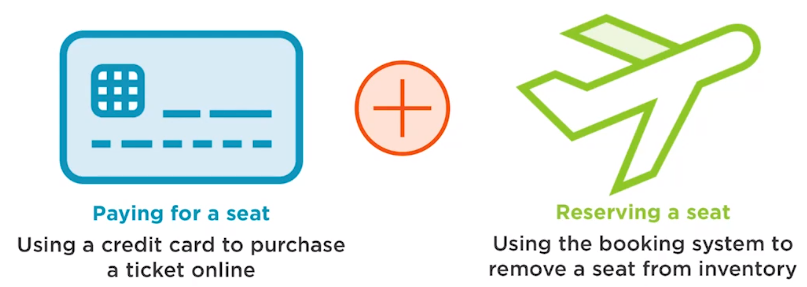 Paying for a seat
Using a credit card to purchase
a ticket online
Reserving a seat
Using the booking system to
remove a seat from inventory